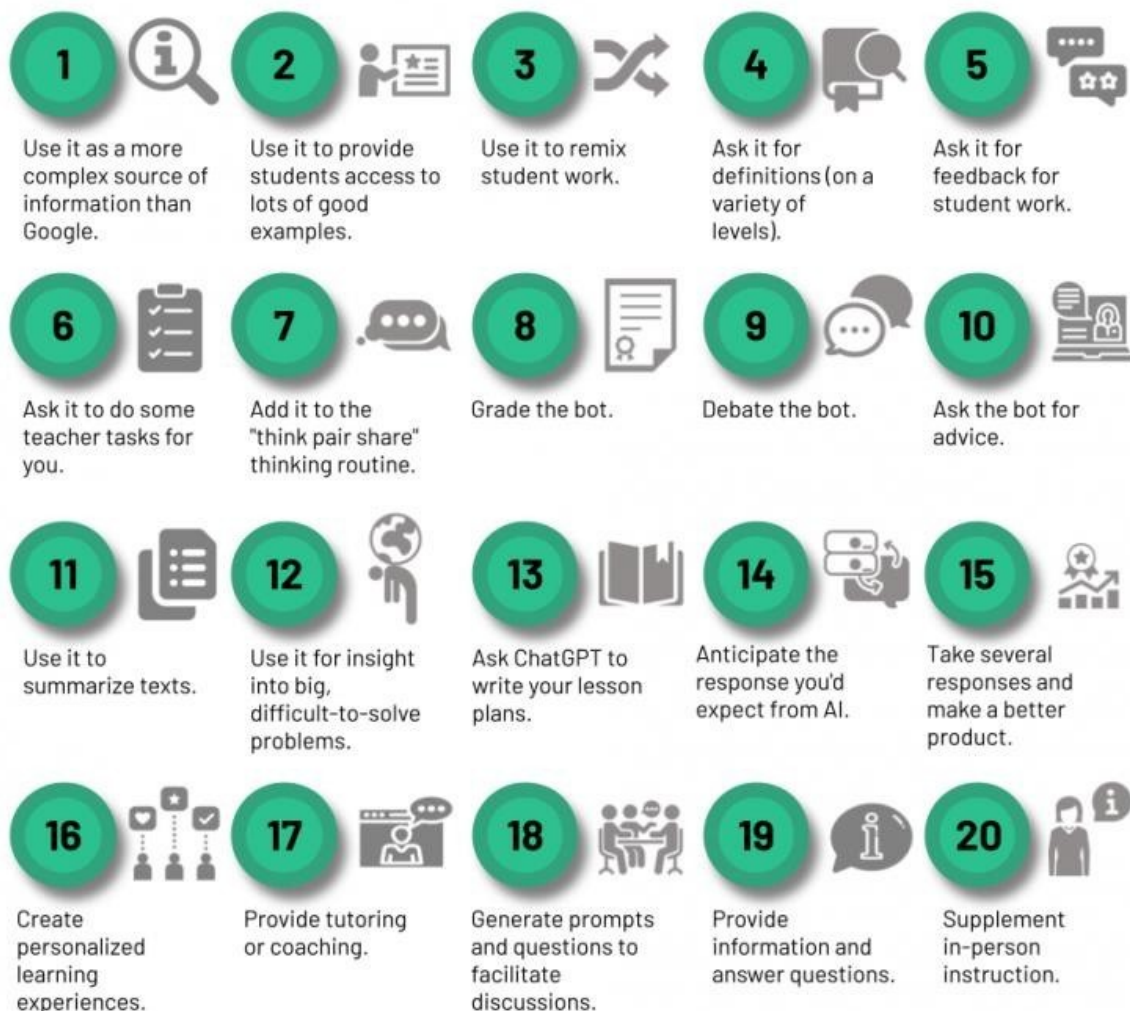 1
Use it as a more
complex source of
information than
Google.
2
Use it to provide
students access to
lots of good
examples.
3
Use it to remix
student work.
4
Ask it for
definitions (on a
variety of
levels).
5
Ask it for
feedback for
student work.
6
Ask it to do some
teacher tasks for
you.
7
Add it to the
"think pair share"
thinking routine.
8
Grade the bot.
9
Debate the bot.
10
Ask the bot for
advice.
11
Use it to
summarize texts.
12
Use it for insight
into big,
difficult-to-solve
problems.
13
Ask ChatGPT to
write your lesson
plans.
14
Anticipate the
response you'd
expect from AI.
15
Take several
responses and
make a better
product.
16
Create
personalized
learning
experiences.
17
Provide tutoring
or coaching.
18
Generate prompts
and questions to
facilitate
discussions.
19
Provide
information and
answer questions.
20
Supplement
in-person
instruction.